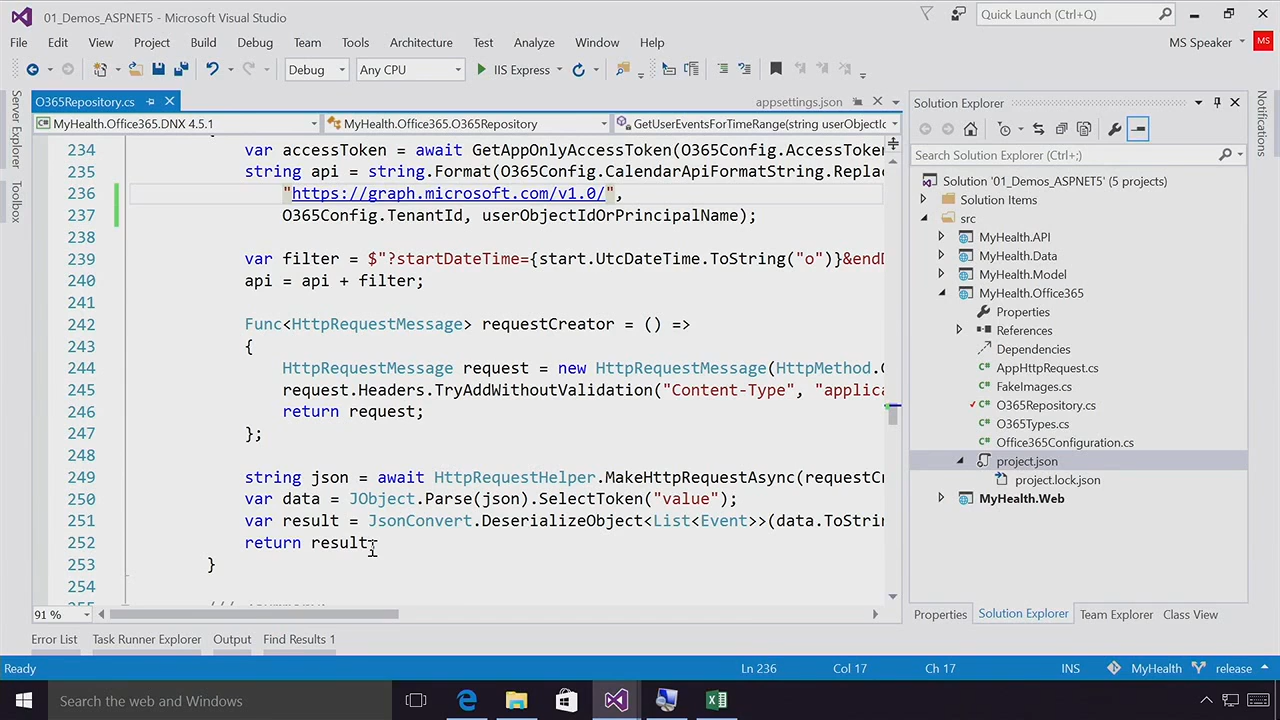 01_Demos_ASPNET5 - Microsoft Visual Studio
Quick Launch (Ctrl+Q)
File Edit View Project Build Debug Team Tools Architecture Test Analyze Window Help
MS Speaker
MS
Debug
Any CPU
IIS Express
Server Explorer
Toolbox
O365Repository.cs
appsettings.json
MyHealth.Office365.DNX 4.5.1
MyHealth.Office365.O365Repository
GetUserEventsForTimeRange(string userObjectIc
234 var accessToken = await GetAppOnlyAccessToken(O365Config.AccessToken
235 string api = string.Format(O365Config.CalendarApiFormatString.Replac
236 "https://graph.microsoft.com/v1.0/",
237 O365Config.TenantId, userObjectIdOrPrincipalName);
238
239 var filter = $"?startDateTime={start.UtcDateTime.ToString("o")}&endD
240 api = api + filter;
241
242 Func<HttpRequestMessage> requestCreator = () =>
243 {
244 HttpRequestMessage request = new HttpRequestMessage(HttpMethod.G
245 request.Headers.TryAddWithoutValidation("Content-Type", "applica
246 return request;
247 };
248
249 string json = await HttpRequestHelper.MakeHttpRequestAsync(requestCr
250 var data = JObject.Parse(json).SelectToken("value");
251 var result = JsonConvert.DeserializeObject<List<Event>>(data.ToStrin
252 return result;
253 }
254
91 %
Solution Explorer
Search Solution Explorer (Ctrl+;)
Solution '01_Demos_ASPNET5' (5 projects)
Solution Items
src
MyHealth.API
MyHealth.Data
MyHealth.Model
MyHealth.Office365
Properties
References
Dependencies
AppHttpRequest.cs
FakeImages.cs
O365Repository.cs
O365Types.cs
Office365Configuration.cs
project.json
project.lock.json
MyHealth.Web
Properties Solution Explorer Team Explorer Class View
Notifications
Error List Task Runner Explorer Output Find Results 1
Ready
Ln 236
Col 17
Ch 17
INS
MyHealth
release
Search the web and Windows